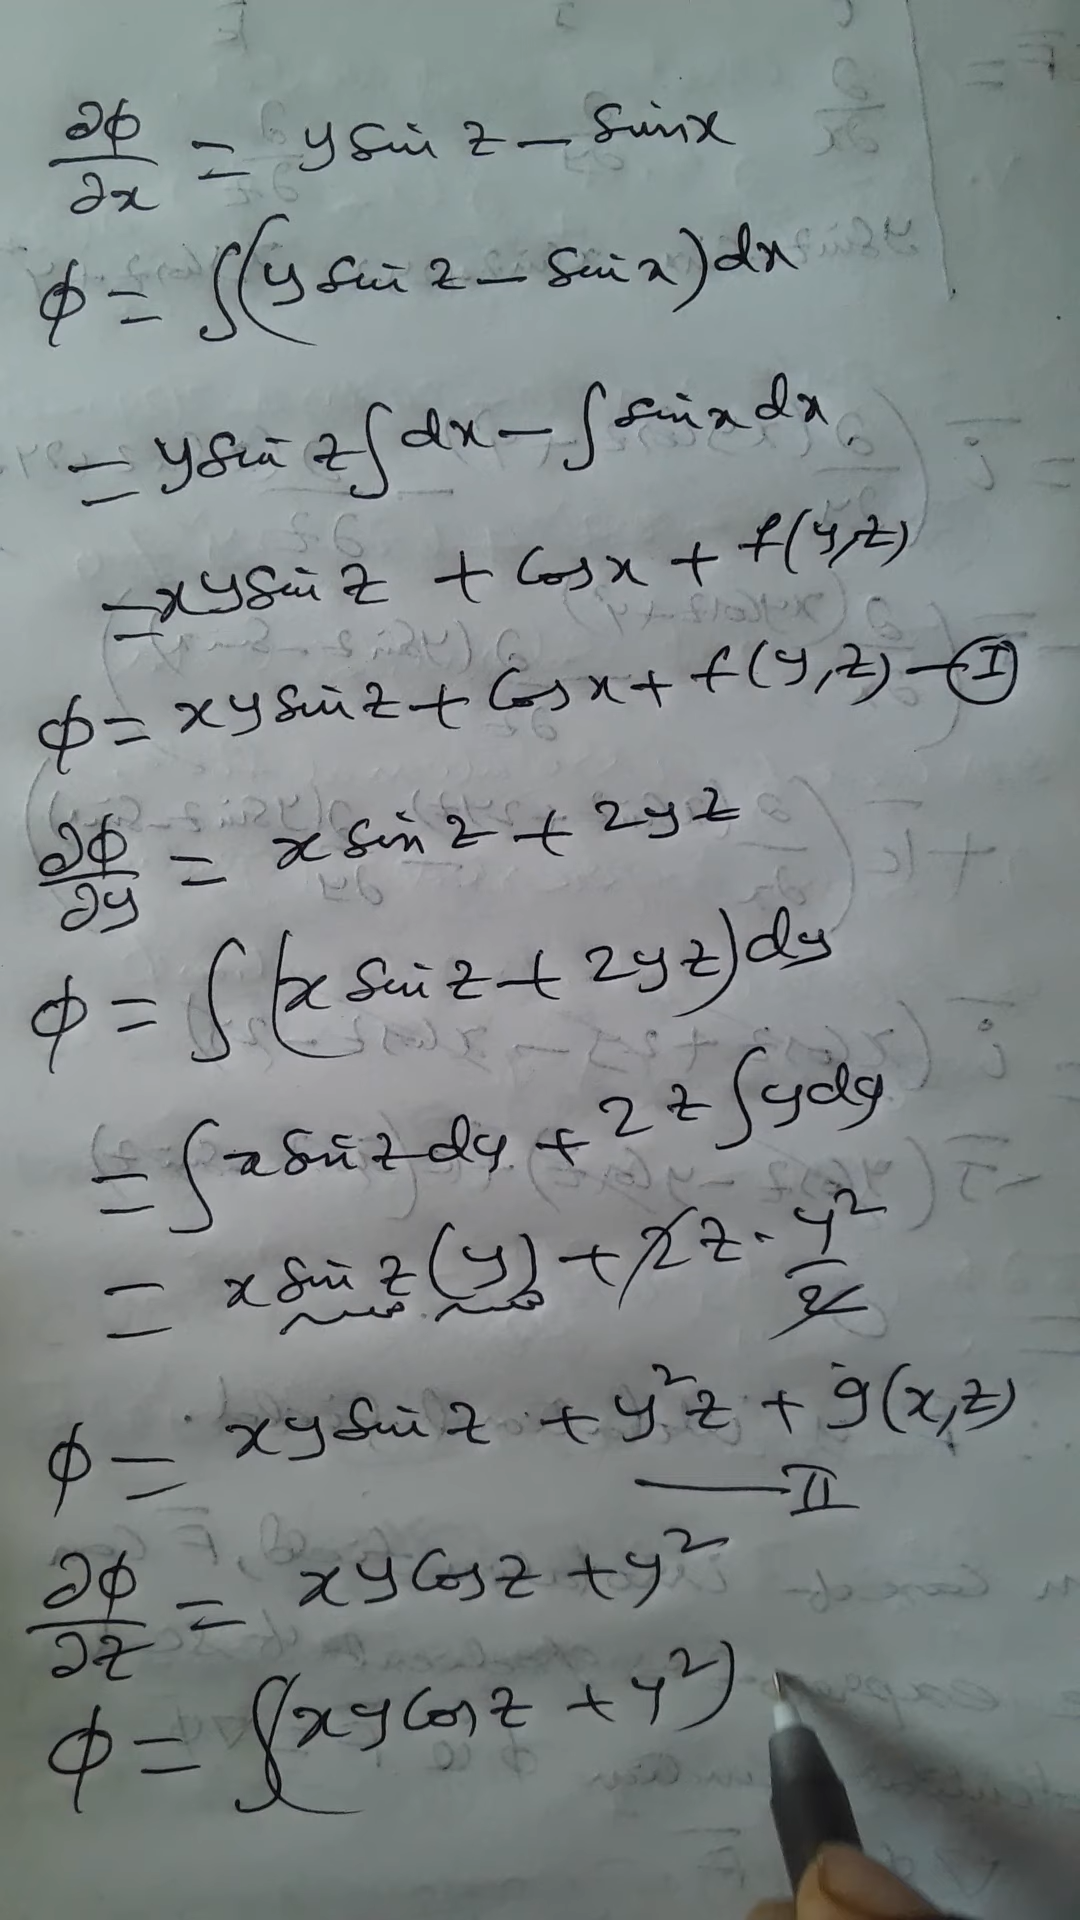 ∂ϕ/∂x = y sin z – sin x
ϕ = ∫(y sin z – sin x) dx
= y sin z ∫dx – ∫ sin x dx
= xy sin z + cos x + f(y,z)
ϕ = xy sin z + cos x + f(y,z) – I
∂ϕ/∂y = x sin z + 2yz
ϕ = ∫(x sin z + 2yz) dy
= ∫ x sin z dy + 2z ∫ y dy
= x sin z (y) + 2z · y²/2
ϕ = xy sin z + y²z + g(x,z)
— II
∂ϕ/∂z = xy cos z + y²
ϕ = ∫(xy cos z + y²)